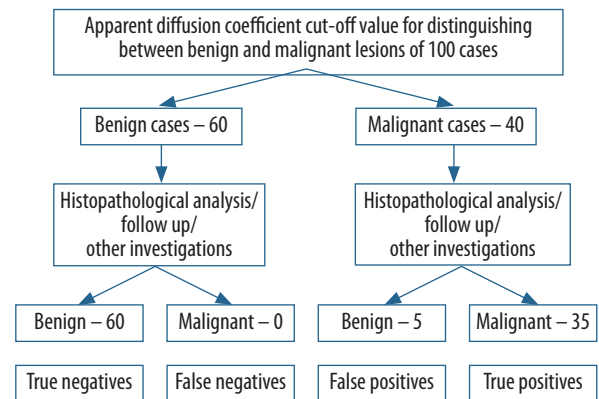 Apparent diffusion coefficient cut-off value for distinguishing
between benign and malignant lesions of 100 cases
Benign cases – 60
Malignant cases – 40
Histopathological analysis/
follow up/
other investigations
Histopathological analysis/
follow up/
other investigations
Benign – 60
Malignant – 0
Benign – 5
Malignant – 35
True negatives
False negatives
False positives
True positives